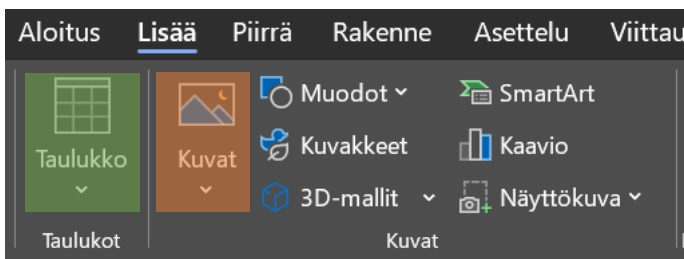 Aloitus Lisää Piirrä Rakenne Asettelu Viittau
Taulukko
Kuvat
Muodot
Kuvakkeet
3D-mallit
SmartArt
Kaavio
Näyttökuva
Taulukot
Kuvat